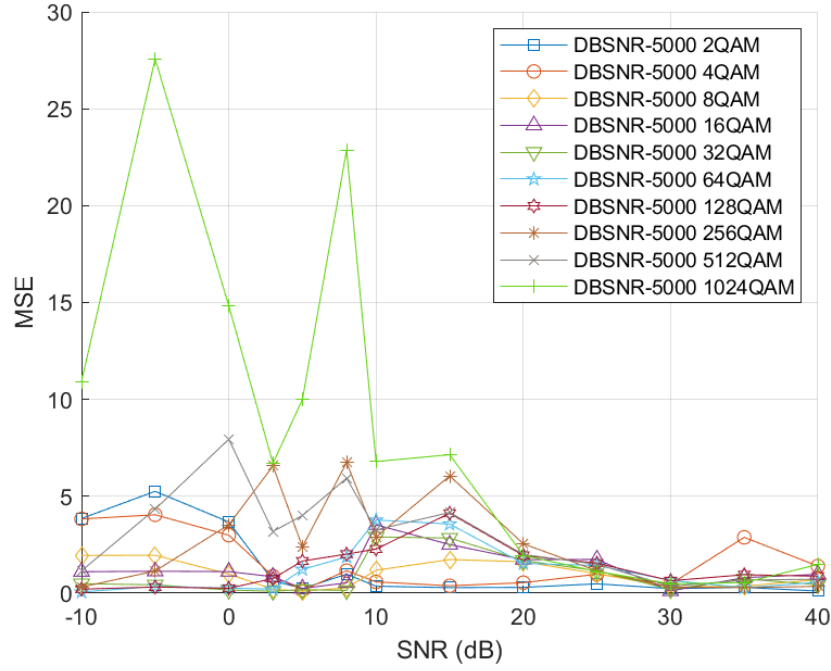 30
25
20
15
10
5
0
MSE
-10
0
10
20
30
40
SNR (dB)
DBSNR-5000 2QAM
DBSNR-5000 4QAM
DBSNR-5000 8QAM
DBSNR-5000 16QAM
DBSNR-5000 32QAM
DBSNR-5000 64QAM
DBSNR-5000 128QAM
DBSNR-5000 256QAM
DBSNR-5000 512QAM
DBSNR-5000 1024QAM